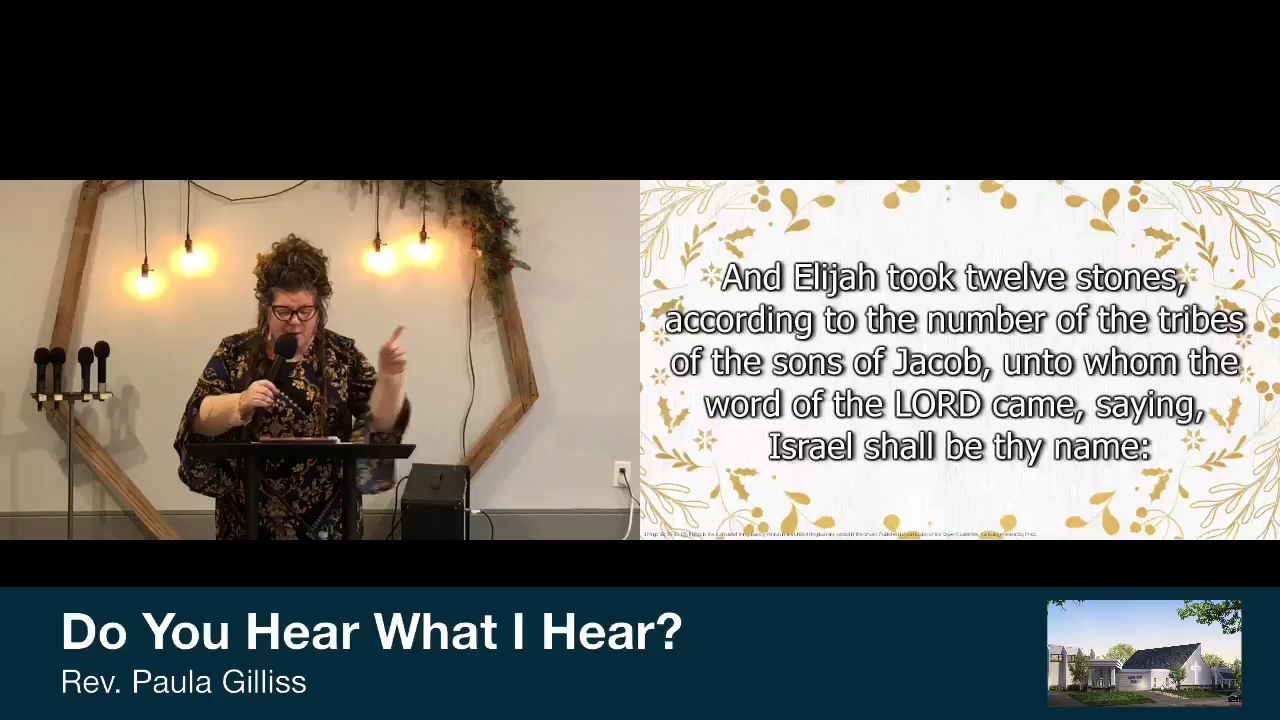 And Elijah took twelve stones,
according to the number of the tribes
of the sons of Jacob, unto whom the
word of the LORD came, saying,
Israel shall be thy name:
Do You Hear What I Hear?
Rev. Paula Gilliss